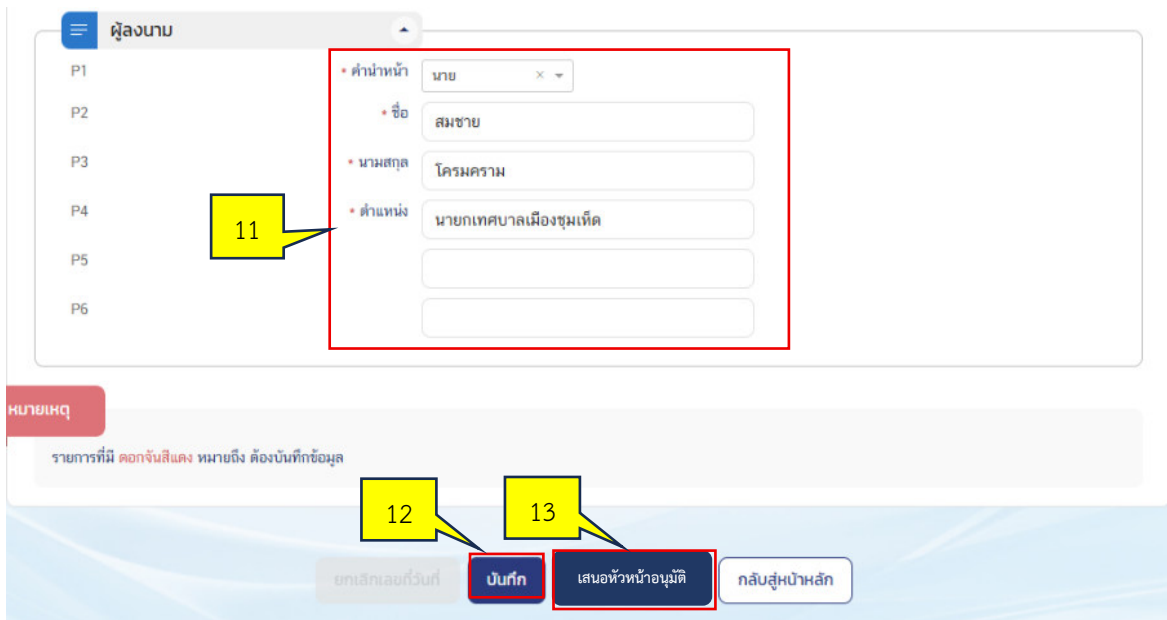 ผู้ลงนาม
P1 * คำนำหน้า นาย ×
P2 * ชื่อ สมชาย
P3 * นามสกุล โครมคราม
P4 * ตำแหน่ง นายกเทศบาลเมืองชุมเห็ด
11
P5
P6
หมายเหตุ
รายการที่มี ดอกจันสีแดง หมายถึง ต้องบันทึกข้อมูล
12 13
ยกเลิกเลขที่วันที่ บันทึก เสนอหัวหน้าอนุมัติ กลับสู่หน้าหลัก